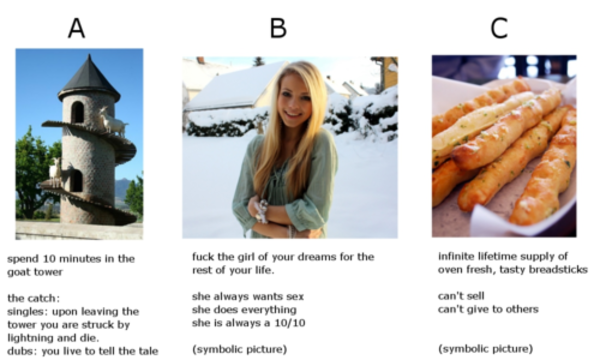 A
spend 10 minutes in the
goat tower
the catch:
singles: upon leaving the
tower you are struck by
lightning and die.
dubs: you live to tell the tale
B
fuck the girl of your dreams for the
rest of your life.
she always wants sex
she does everything
she is always a 10/10
(symbolic picture)
C
infinite lifetime supply of
oven fresh, tasty breadsticks
can't sell
can't give to others
(symbolic picture)